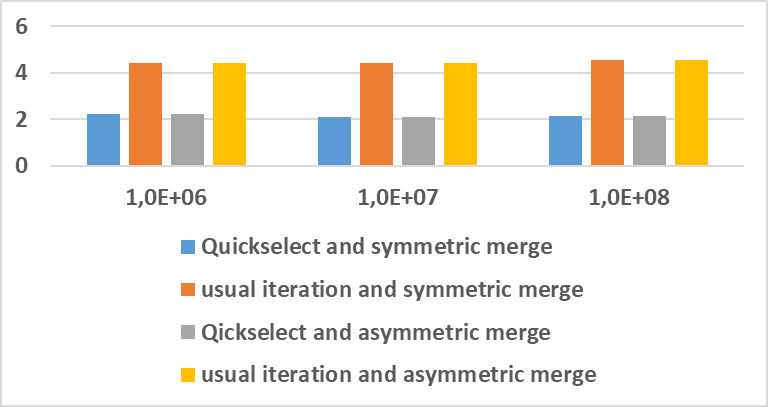 6
4
2
0
1,0E+06 1,0E+07 1,0E+08
Quickselect and symmetric merge
usual iteration and symmetric merge
Qickselect and asymmetric merge
usual iteration and asymmetric merge